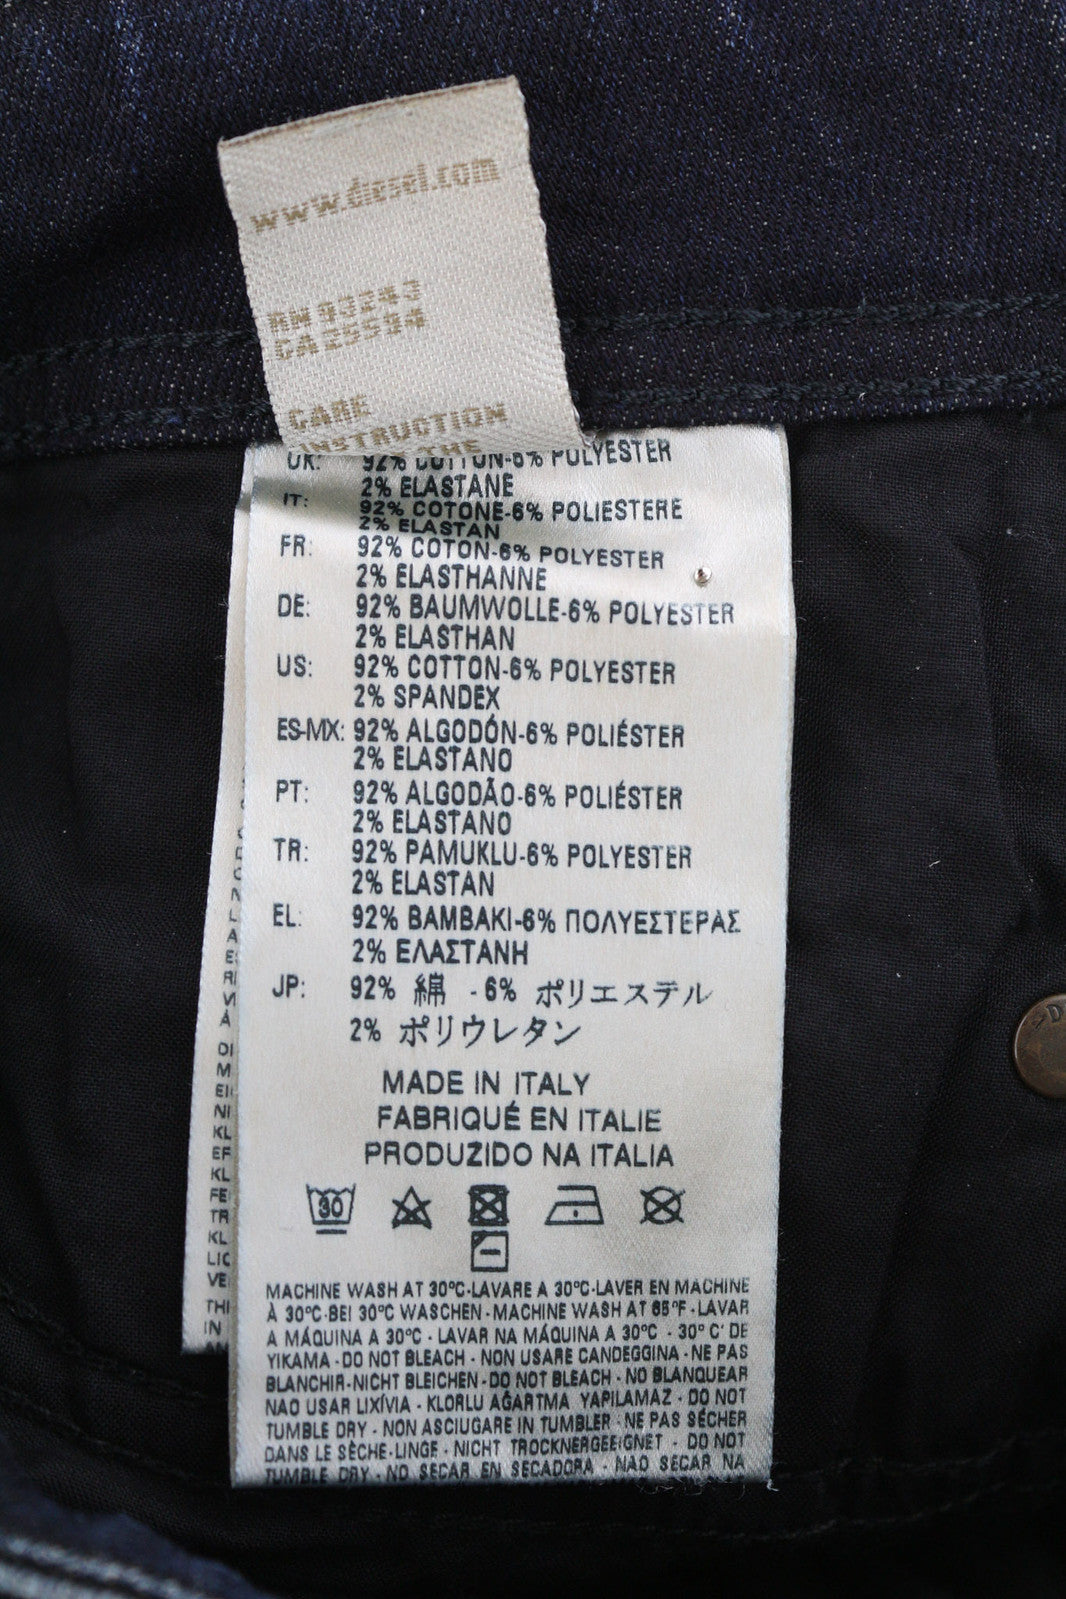 www.diesel.com
RN 93243
CA 25594
CARE
INSTRUCTION
THE
UK: 92% COTTON-6% POLYESTER
2% ELASTANE
IT: 92% COTONE-6% POLIESTERE
2% ELASTAN
FR: 92% COTON-6% POLYESTER
2% ELASTHANNE
DE: 92% BAUMWOLLE-6% POLYESTER
2% ELASTHAN
US: 92% COTTON-6% POLYESTER
2% SPANDEX
ES-MX: 92% ALGODÓN-6% POLIÉSTER
2% ELASTANO
PT: 92% ALGODÃO-6% POLIÉSTER
2% ELASTANO
TR: 92% PAMUKLU-6% POLYESTER
2% ELASTAN
EL: 92% ΒΑΜΒΑΚΙ-6% ΠΟΛΥΕΣΤΕΡΑΣ
2% ΕΛΑΣΤΑΝΗ
JP: 92% 綿 -6% ポリエステル
2% ポリウレタン
MADE IN ITALY
FABRIQUÉ EN ITALIE
PRODUZIDO NA ITALIA
30
MACHINE WASH AT 30°C-LAVARE A 30°C-LAVER EN MACHINE
À 30°C-BEI 30°C WASCHEN-MACHINE WASH AT 65°F-LAVAR
A MÁQUINA A 30°C - LAVAR NA MÁQUINA A 30°C - 30° C' DE
YIKAMA-DO NOT BLEACH - NON USARE CANDEGGINA-NE PAS
BLANCHIR-NICHT BLEICHEN-DO NOT BLEACH - NO BLANQUEAR
NAO USAR LIXÍVIA - KLORLU AĞARTMA YAPILAMAZ - DO NOT
TUMBLE DRY - NON ASCIUGARE IN TUMBLER - NE PAS SÉCHER
DANS LE SÈCHE-LINGE - NICHT TROCKNERGEEIGNET - DO NOT
TUMBLE DRY - NO SECAR EN SECADORA - NAO SECAR NA